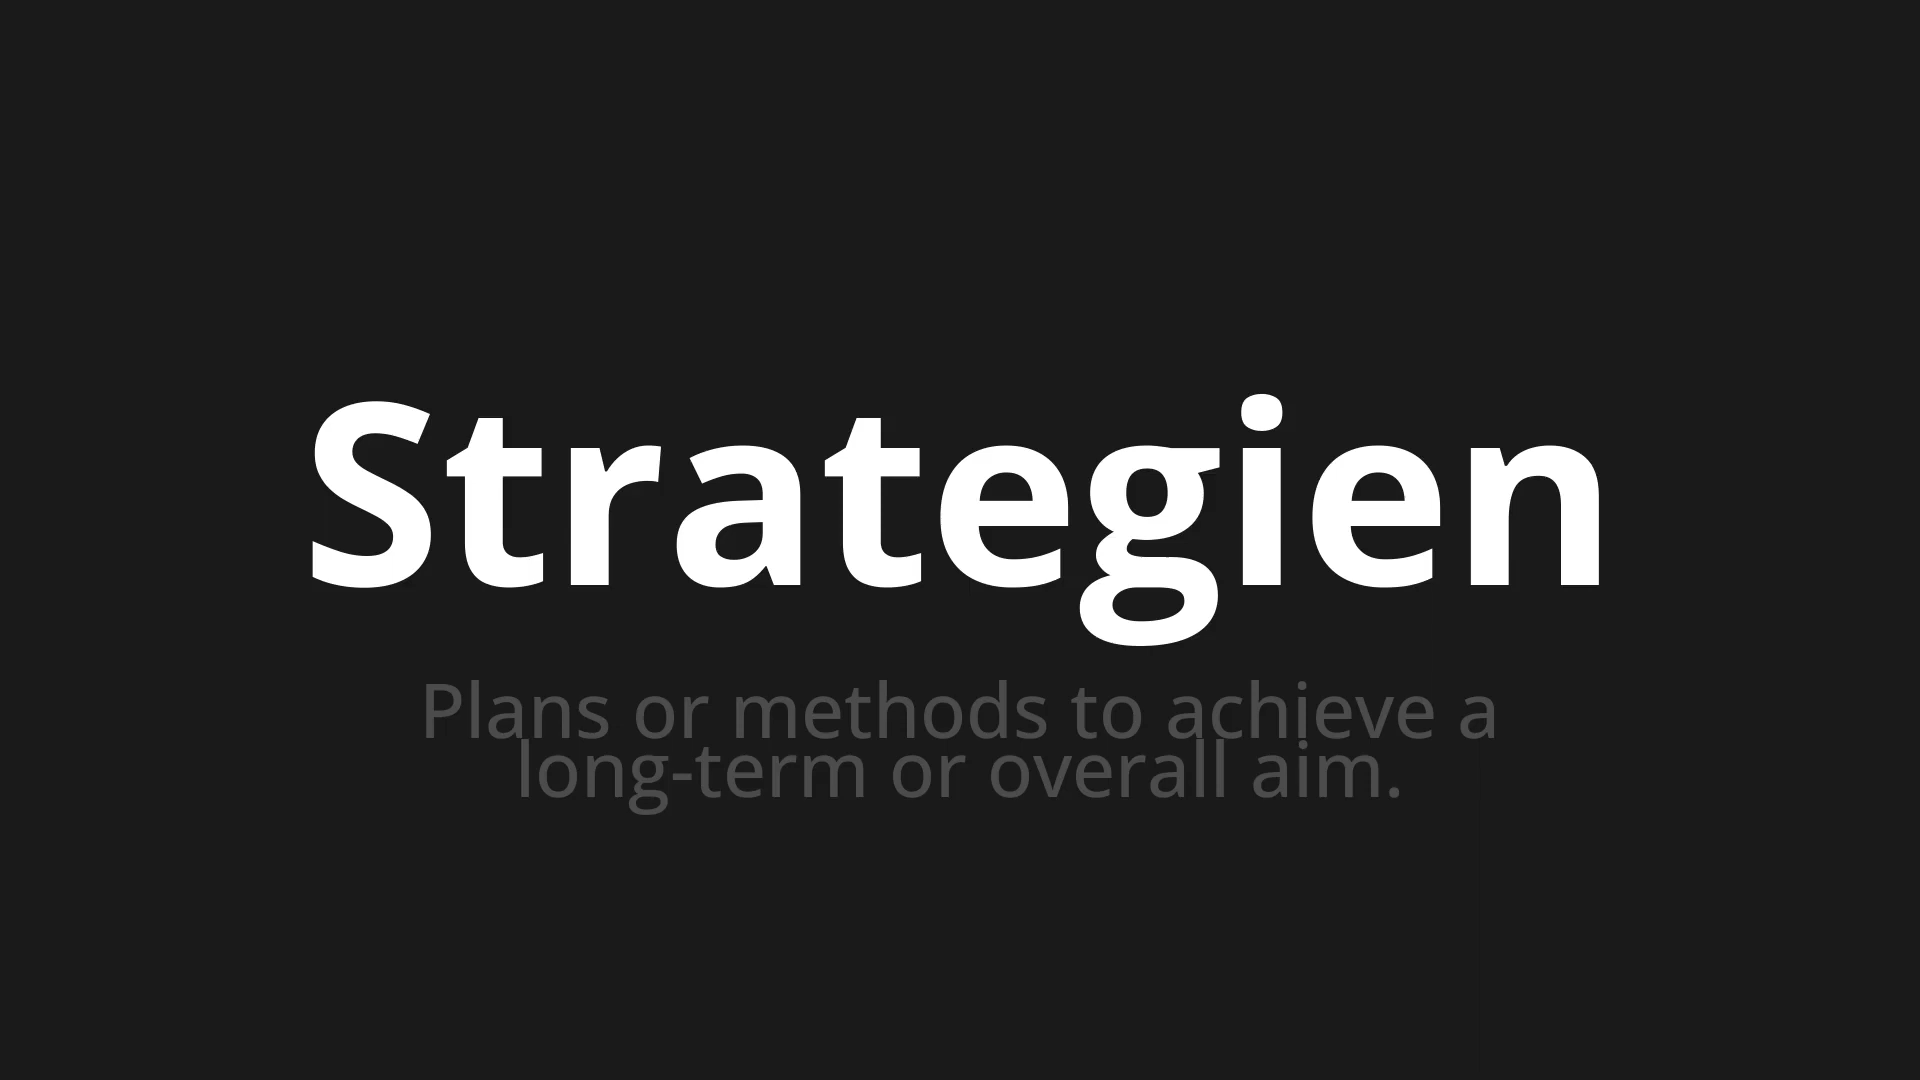 Strategien
Plans or methods to achieve a
long-term or overall aim.